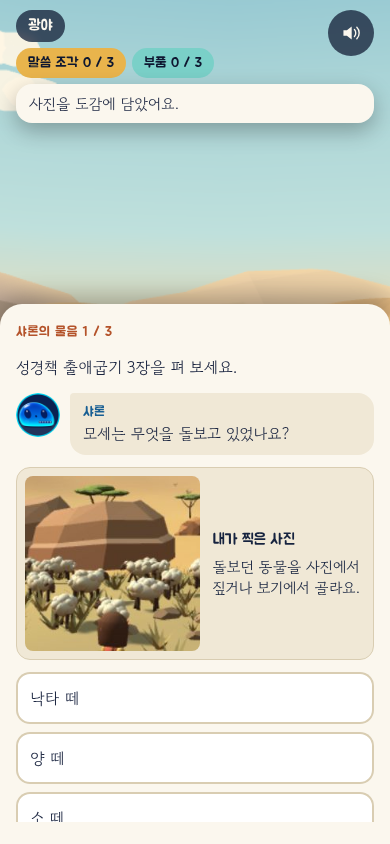 광야
말씀 조각 0 / 3
부품 0 / 3
사진을 도감에 담았어요.
샤론의 물음 1 / 3
성경책 출애굽기 3장을 펴 보세요.
샤론
모세는 무엇을 돌보고 있었나요?
내가 찍은 사진
돌보던 동물을 사진에서
짚거나 보기에서 골라요.
낙타 떼
양 떼
소 떼